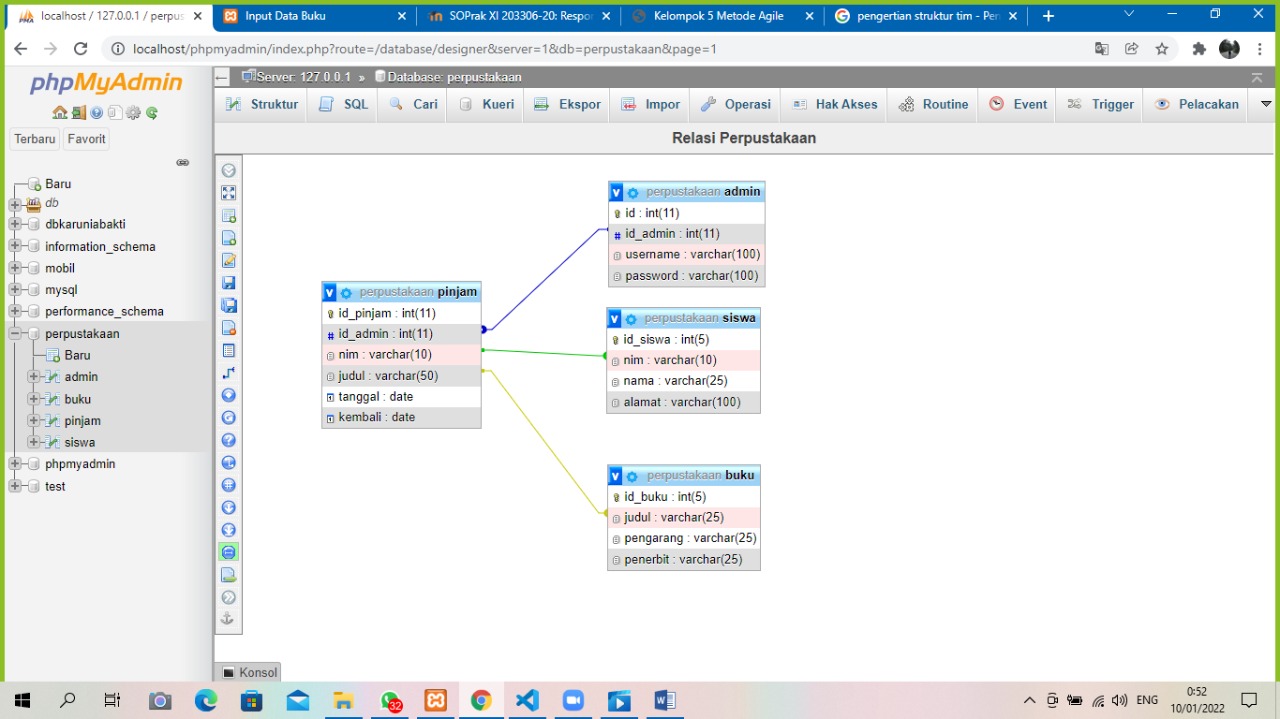 localhost / 127.0.0.1 / perpus
Input Data Buku
SOPrak XI 203306-20: Respo
Kelompok 5 Metode Agile
pengertian struktur tim - Pen
localhost/phpmyadmin/index.php?route=/database/designer&server=1&db=perpustakaan&page=1
phpMyAdmin
Server: 127.0.0.1 » Database: perpustakaan
Struktur
SQL
Cari
Kueri
Ekspor
Impor
Operasi
Hak Akses
Routine
Event
Trigger
Pelacakan
Terbaru
Favorit
Relasi Perpustakaan
Baru
db
dbkaruniabakti
information_schema
mobil
mysql
performance_schema
perpustakaan
Baru
admin
buku
pinjam
siswa
phpmyadmin
test
V perpustakaan pinjam
id_pinjam : int(11)
# id_admin : int(11)
nim : varchar(10)
judul : varchar(50)
tanggal : date
kembali : date
V perpustakaan admin
id : int(11)
# id_admin : int(11)
username : varchar(100)
password : varchar(100)
V perpustakaan siswa
id_siswa : int(5)
nim : varchar(10)
nama : varchar(25)
alamat : varchar(100)
V perpustakaan buku
id_buku : int(5)
judul : varchar(25)
pengarang : varchar(25)
penerbit : varchar(25)
Konsol
32
ENG
0:52
10/01/2022